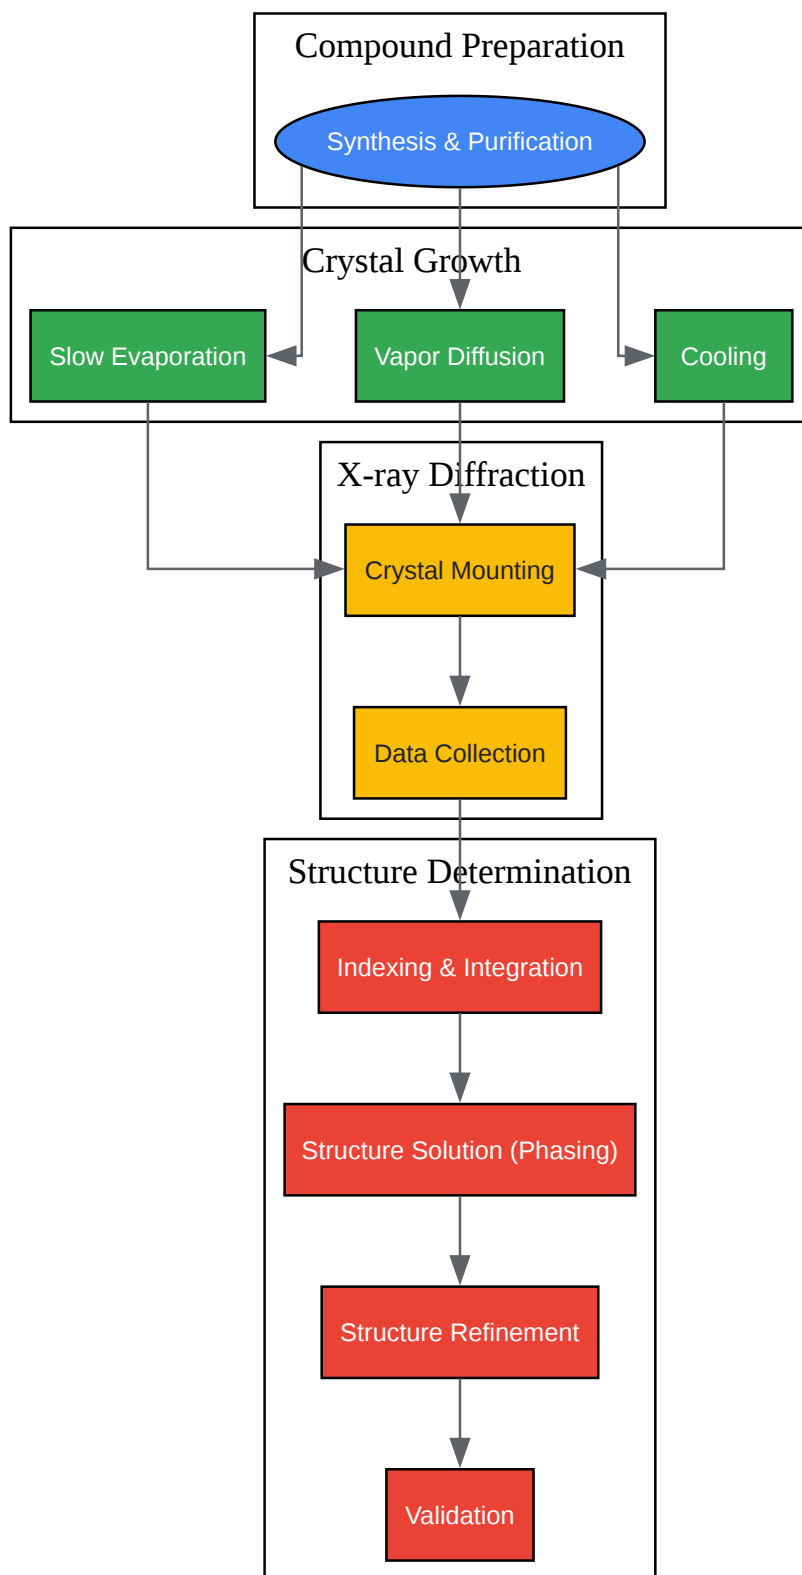 Compound Preparation
Synthesis & Purification
Crystal Growth
Slow Evaporation
Vapor Diffusion
Cooling
X-ray Diffraction
Crystal Mounting
Data Collection
Structure Determination
Indexing & Integration
Structure Solution (Phasing)
Structure Refinement
Validation